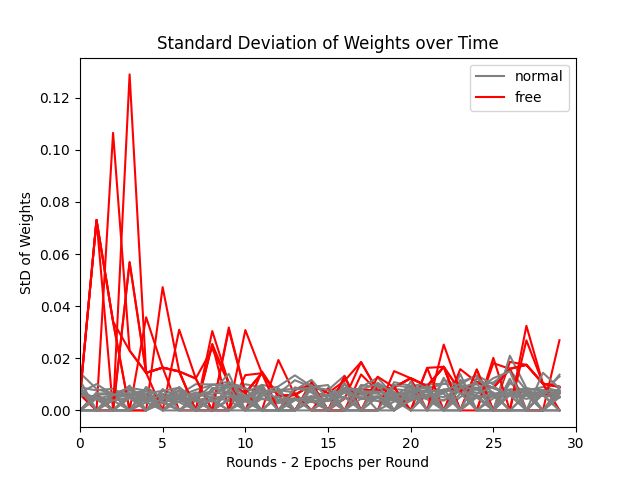 Standard Deviation of Weights over Time
normal
free
0.12
0.10
0.08
0.06
0.04
0.02
0.00
StD of Weights
0 5 10 15 20 25 30
Rounds - 2 Epochs per Round